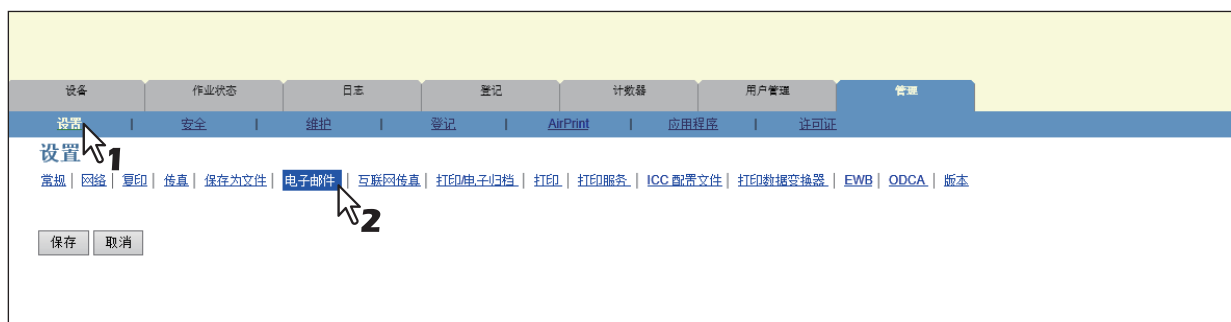 设备 作业状态 日志 登记 计数器 用户管理 管理
设置 | 安全 | 维护 | 登记 | AirPrint | 应用程序 | 许可证
设置 1
常规 | 网络 | 复印 | 传真 | 保存为文件 | 电子邮件 | 互联网传真 | 打印/电子归档 | 打印 | 打印服务 | ICC 配置文件 | 打印数据变换器 | EWB | ODCA | 版本
2
保存 取消